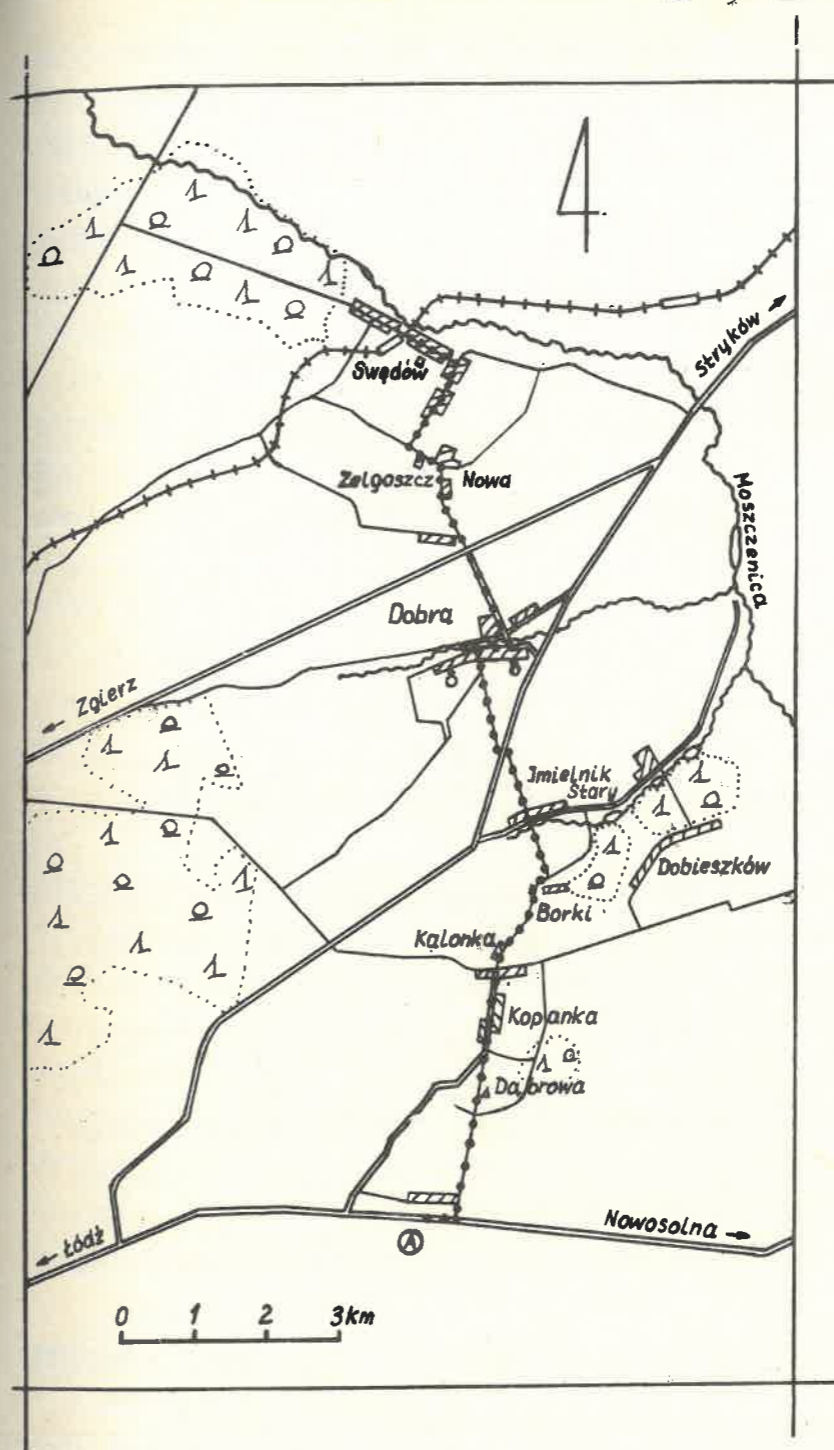 4
Stryków →
Swędów
Zelgoszcz Nowa
Moszczenica
Dobra
← Zgierz
Imielnik
Stary
Dobieszków
Borki
Kalonka
Kopanka
Dąbrowa
Nowosolna →
← Łódź
A
0 1 2 3km